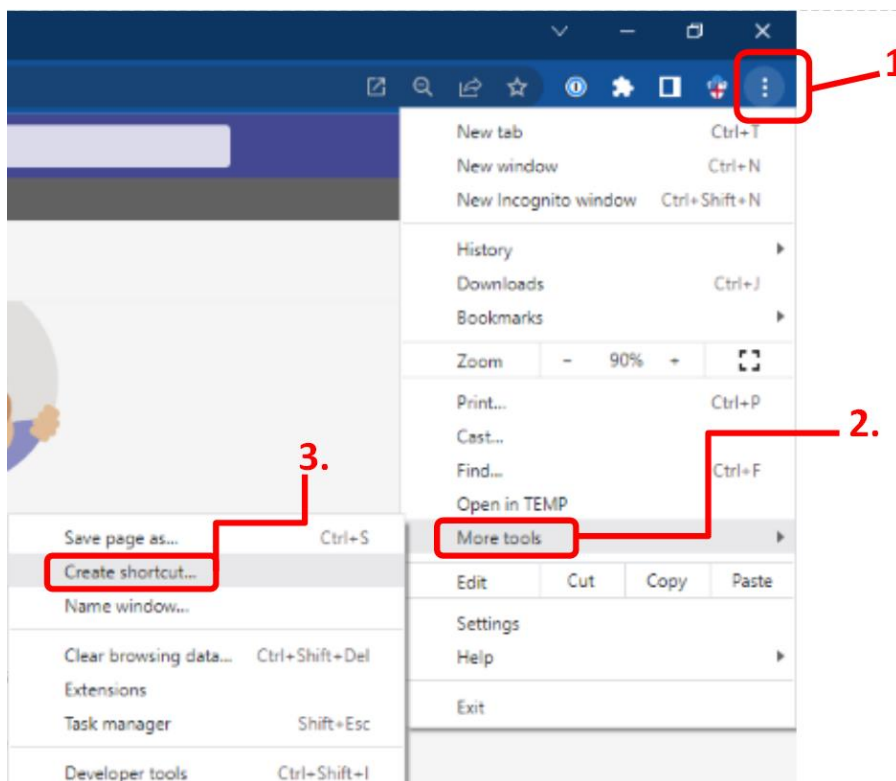 1
New tab Ctrl+T
New window Ctrl+N
New Incognito window Ctrl+Shift+N
History
Downloads Ctrl+J
Bookmarks
Zoom - 90% +
Print... Ctrl+P
Cast...
2.
Find... Ctrl+F
3.
Open in TEMP
More tools
Save page as... Ctrl+S
Create shortcut...
Edit Cut Copy Paste
Name window...
Settings
Clear browsing data... Ctrl+Shift+Del
Help
Extensions
Exit
Task manager Shift+Esc
Developer tools Ctrl+Shift+I